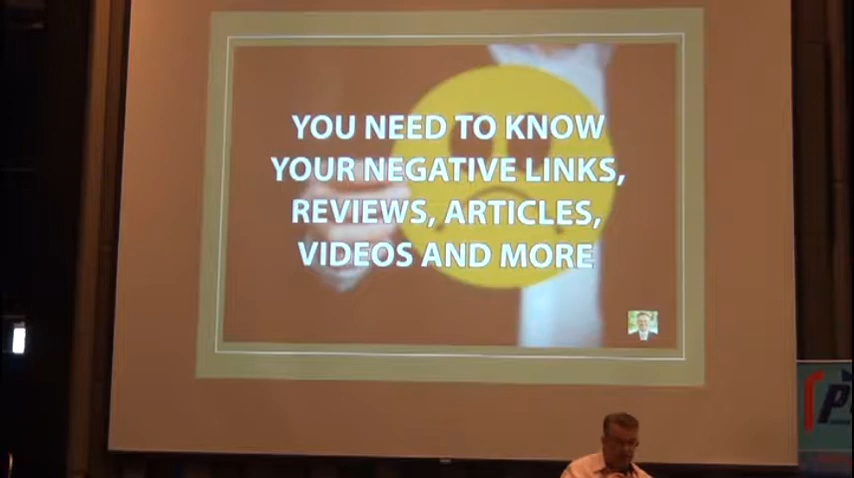 YOU NEED TO KNOW
YOUR NEGATIVE LINKS,
REVIEWS, ARTICLES,
VIDEOS AND MORE